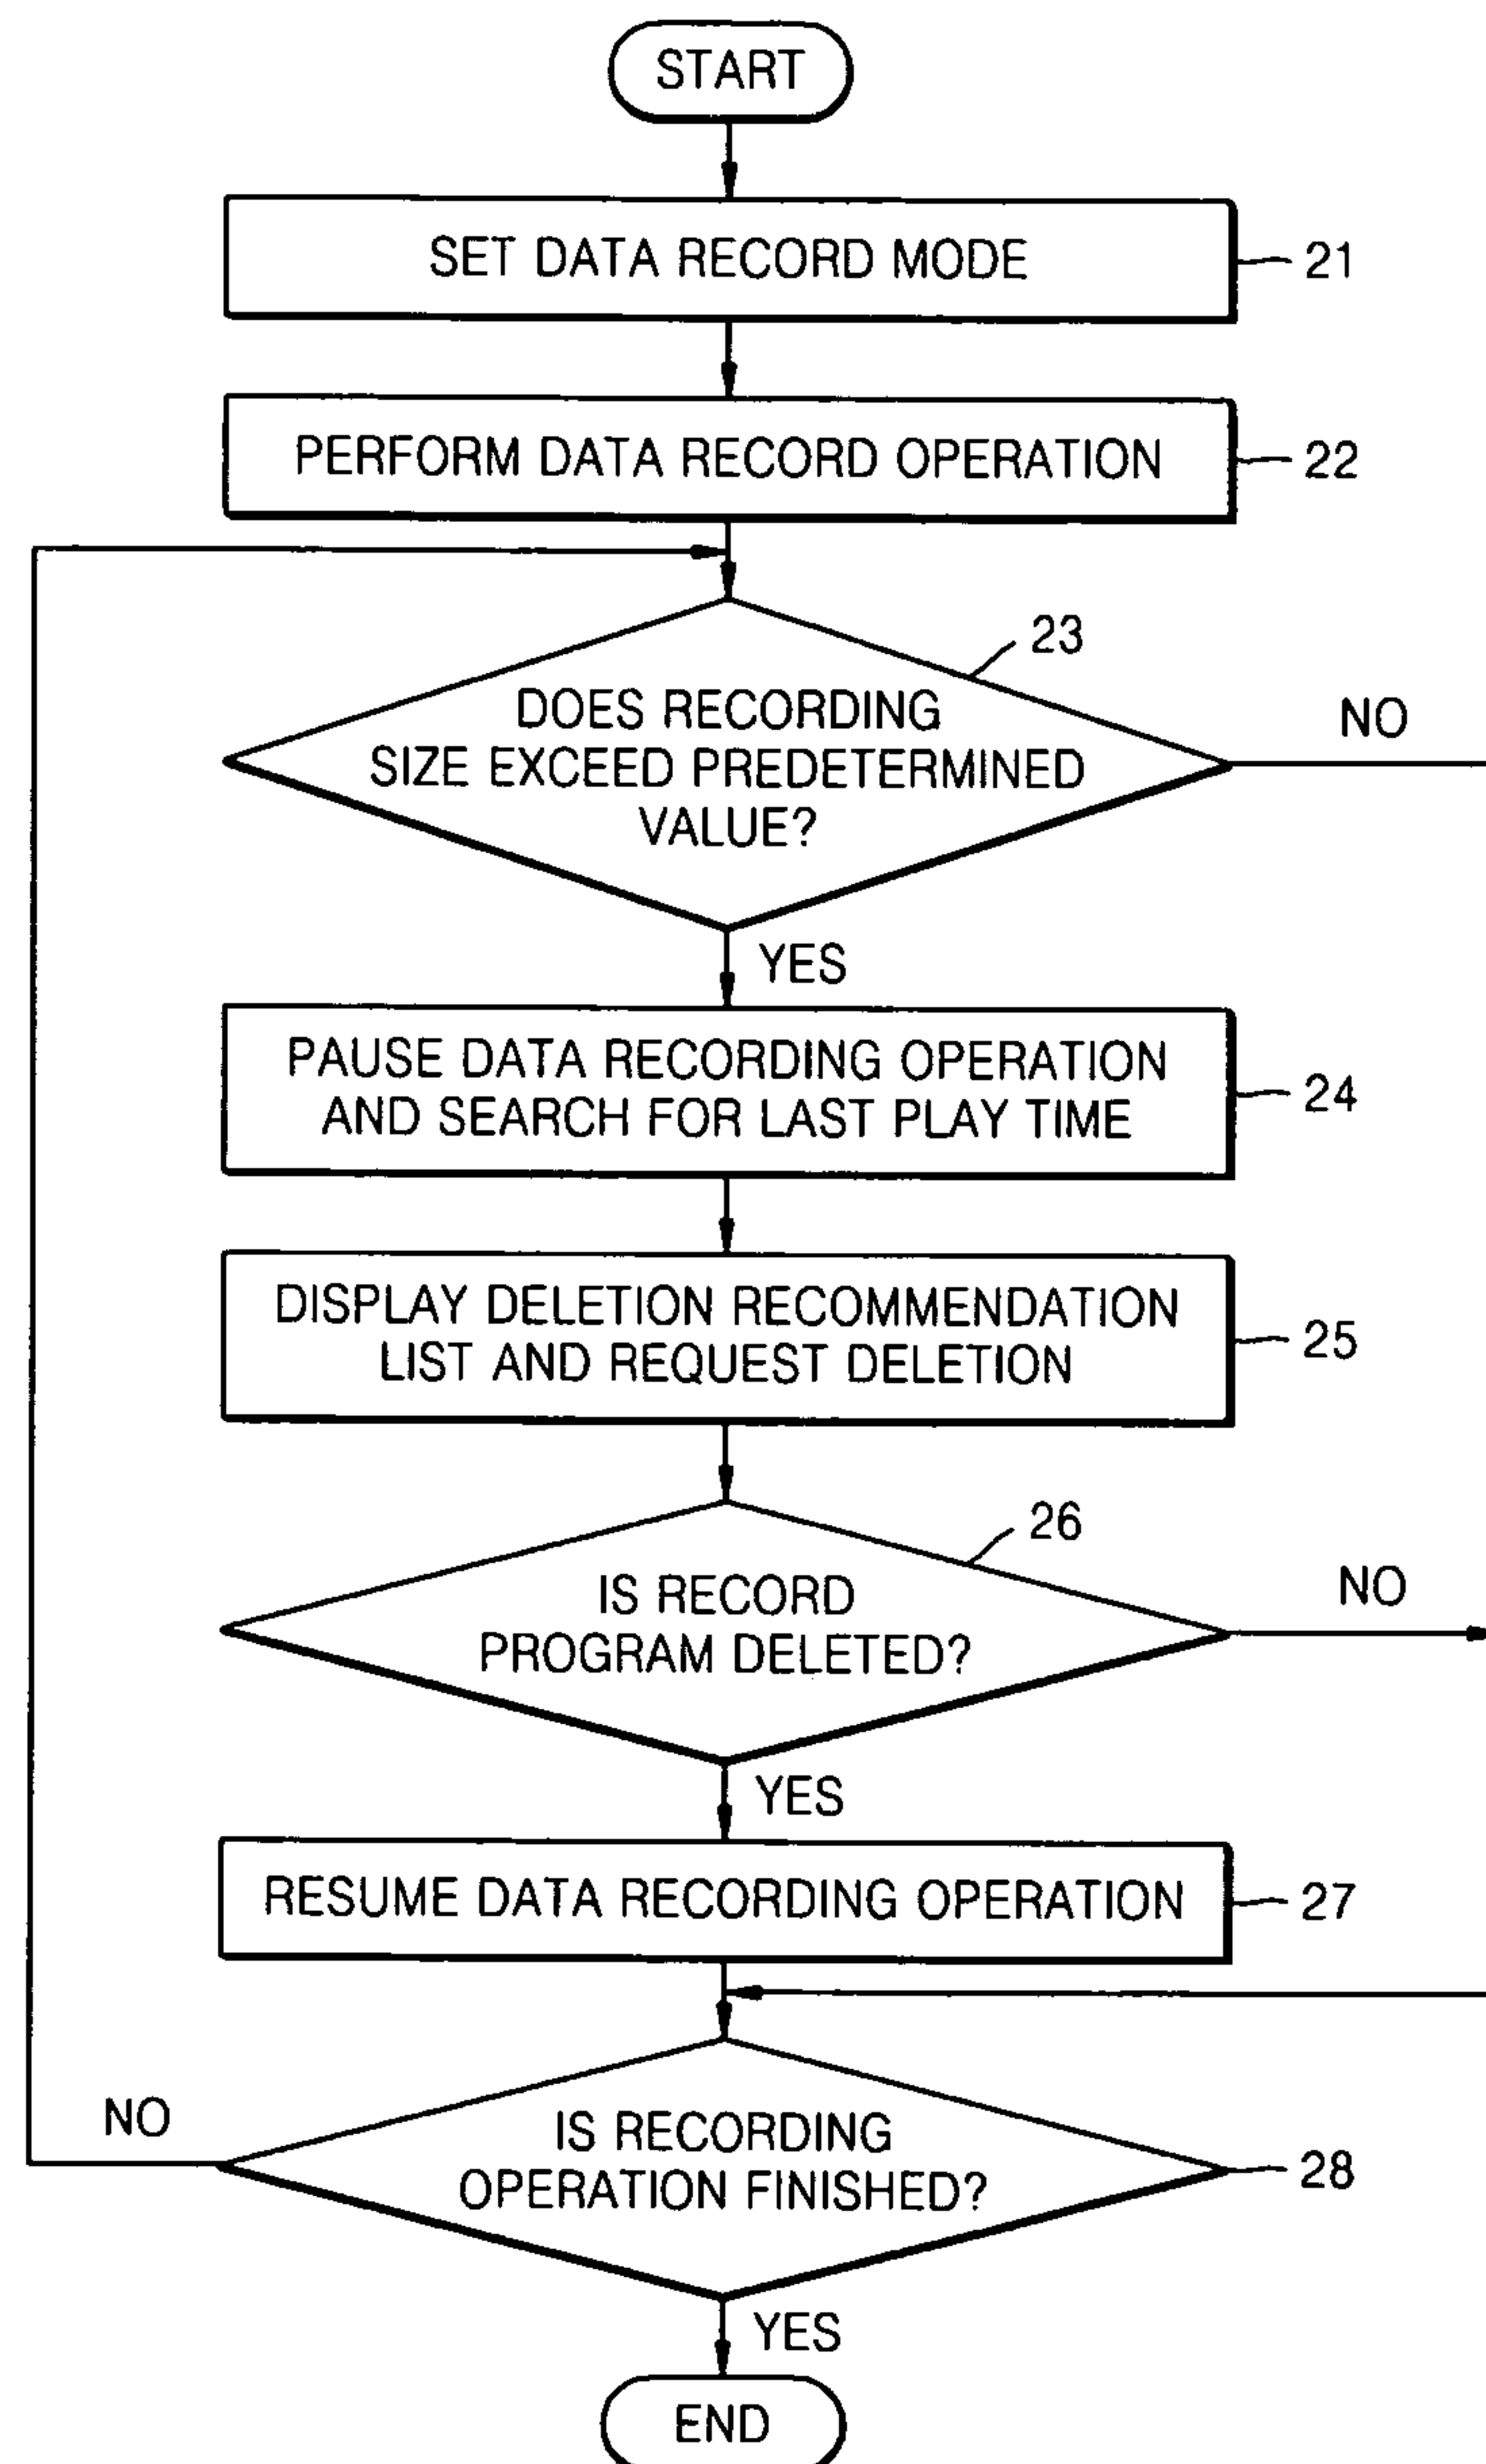 START
SET DATA RECORD MODE
21
PERFORM DATA RECORD OPERATION
22
23
DOES RECORDING
SIZE EXCEED PREDETERMINED
VALUE?
NO
YES
PAUSE DATA RECORDING OPERATION
AND SEARCH FOR LAST PLAY TIME
24
DISPLAY DELETION RECOMMENDATION
LIST AND REQUEST DELETION
25
26
IS RECORD
PROGRAM DELETED?
NO
YES
RESUME DATA RECORDING OPERATION
27
NO
IS RECORDING
OPERATION FINISHED?
28
YES
END